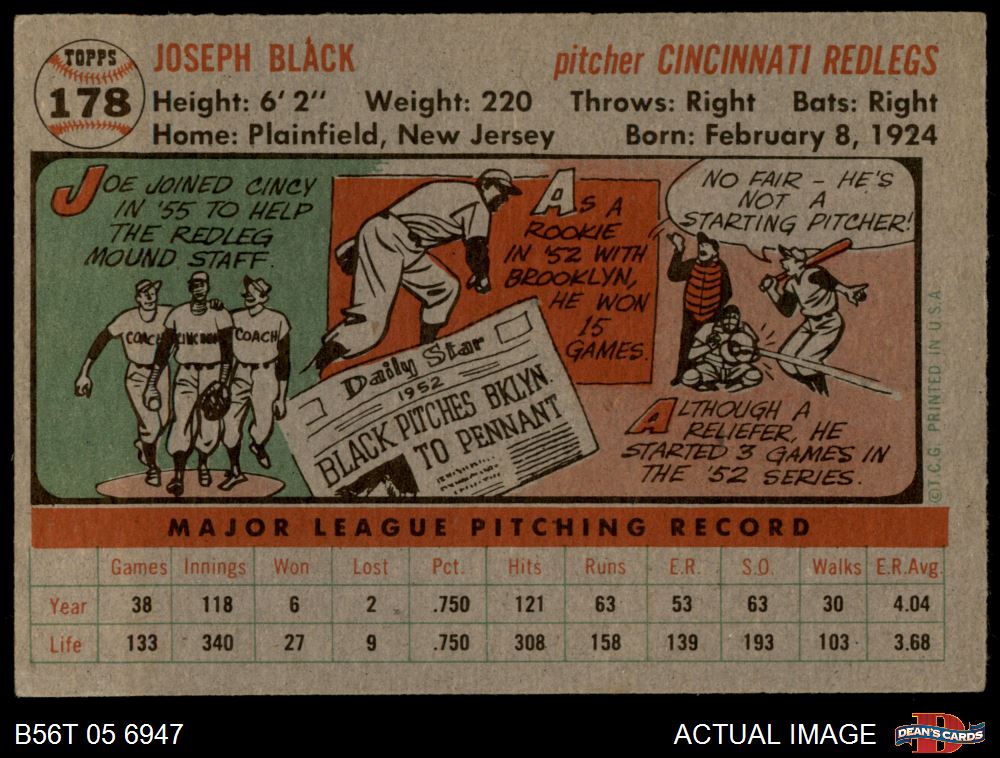 TOPPS
178
JOSEPH BLACK
pitcher CINCINNATI REDLEGS
Height: 6' 2" Weight: 220 Throws: Right Bats: Right
Home: Plainfield, New Jersey Born: February 8, 1924
JOE JOINED CINCY
IN '55 TO HELP
THE REDLEG
MOUND STAFF.
COACH
CINCINNATI
COACH
AS A
ROOKIE
IN '52 WITH
BROOKLYN,
HE WON
15
GAMES.
Daily Star
1952
BLACK PITCHES BKLYN.
TO PENNANT
NO FAIR - HE'S
NOT A
STARTING PITCHER!
ALTHOUGH A
RELIEFER, HE
STARTED 3 GAMES IN
THE '52 SERIES.
©T.C.G. PRINTED IN U.S.A.
MAJOR LEAGUE PITCHING RECORD
Games Innings Won Lost Pct. Hits Runs E.R. S.O. Walks E.R.Avg.
Year 38 118 6 2 .750 121 63 53 63 30 4.04
Life 133 340 27 9 .750 308 158 139 193 103 3.68
B56T 05 6947
ACTUAL IMAGE
DEAN'S CARDS